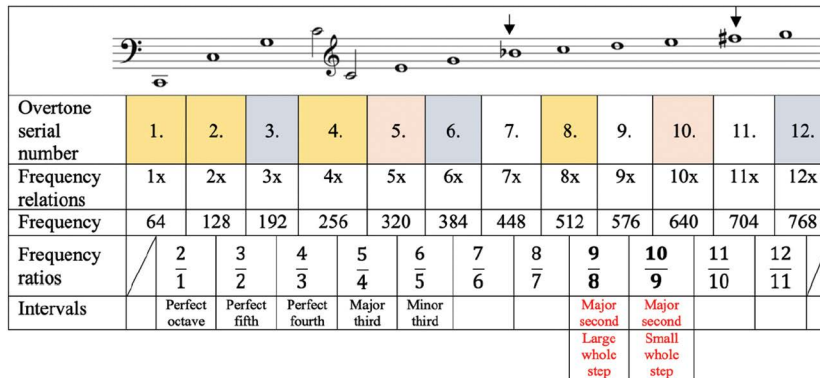 Overtone serial number 1. 2. 3. 4. 5. 6. 7. 8. 9. 10. 11. 12.
Frequency relations 1x 2x 3x 4x 5x 6x 7x 8x 9x 10x 11x 12x
Frequency 64 128 192 256 320 384 448 512 576 640 704 768
Frequency ratios 2/1 3/2 4/3 5/4 6/5 7/6 8/7 9/8 10/9 11/10 12/11
Intervals Perfect octave Perfect fifth Perfect fourth Major third Minor third Major second Major second
Large whole step Small whole step